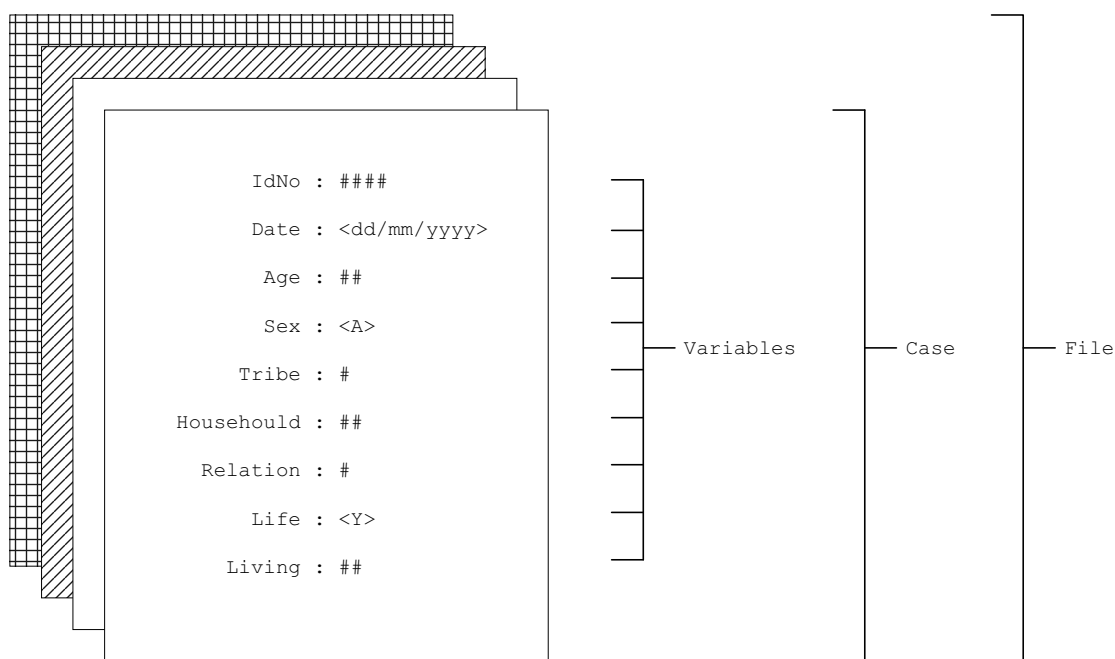 IdNo : ####
Date : <dd/mm/yyyy>
Age : ##
Sex : <A>
Tribe : #
Househould : ##
Relation : #
Life : <Y>
Living : ##
Variables
Case
File